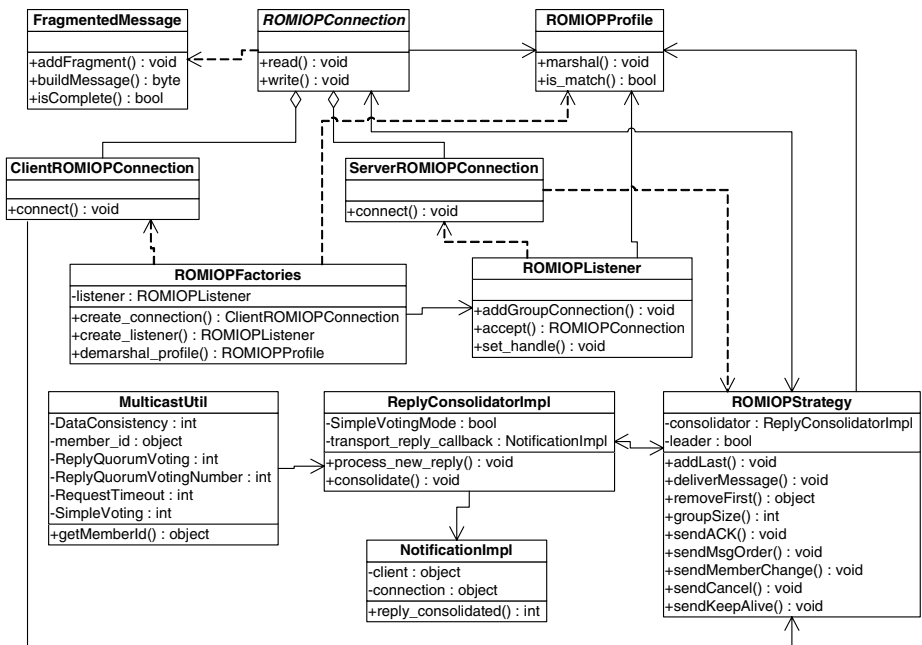 FragmentedMessage
+addFragment() : void
+buildMessage() : byte
+isComplete() : bool
ROMIOPConnection
+read() : void
+write() : void
ROMIOPProfile
+marshal() : void
+is_match() : bool
ClientROMIOPConnection
+connect() : void
ServerROMIOPConnection
+connect() : void
ROMIOPFactories
-listener : ROMIOPListener
+create_connection() : ClientROMIOPConnection
+create_listener() : ROMIOPListener
+demarshal_profile() : ROMIOPProfile
ROMIOPListener
+addGroupConnection() : void
+accept() : ROMIOPConnection
+set_handle() : void
MulticastUtil
-DataConsistency : int
-member_id : object
-ReplyQuorumVoting : int
-ReplyQuorumVotingNumber : int
-RequestTimeout : int
-SimpleVoting : int
+getMemberId() : object
ReplyConsolidatorImpl
-SimpleVotingMode : bool
-transport_reply_callback : NotificationImpl
+process_new_reply() : void
+consolidate() : void
NotificationImpl
-client : object
-connection : object
+reply_consolidated() : int
ROMIOPStrategy
-consolidator : ReplyConsolidatorImpl
-leader : bool
+addLast() : void
+deliverMessage() : void
+removeFirst() : object
+groupSize() : int
+sendACK() : void
+sendMsgOrder() : void
+sendMemberChange() : void
+sendCancel() : void
+sendKeepAlive() : void